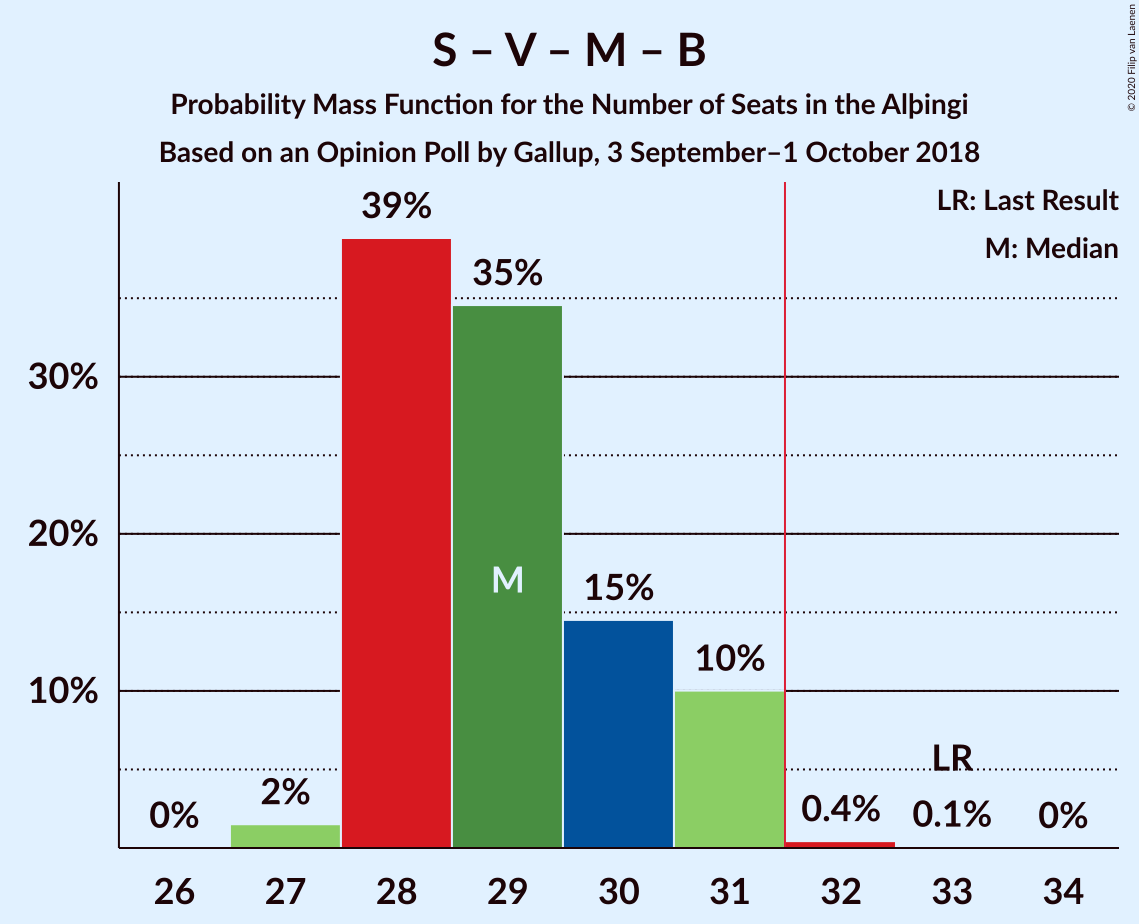 S – V – M – B
Probability Mass Function for the Number of Seats in the Alþingi
Based on an Opinion Poll by Gallup, 3 September–1 October 2018
© 2020 Filip van Laenen
LR: Last Result
M: Median
39%
35%
30%
20%
M
15%
10%
10%
LR
2%
0%
0.4%
0.1%
0%
26 27 28 29 30 31 32 33 34